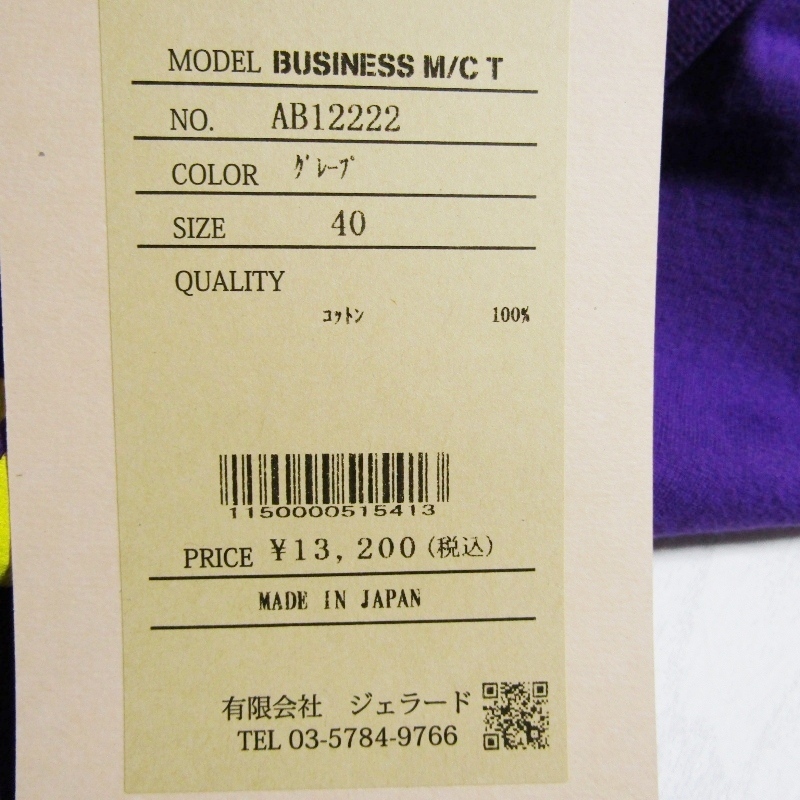 MODEL BUSINESS M/C T
NO. AB12222
COLOR ｸﾞﾚｰﾌﾟ
SIZE 40
QUALITY
ｺｯﾄﾝ 100%
1150000515413
PRICE ¥13,200(税込)
MADE IN JAPAN
有限会社 ジェラード
TEL 03-5784-9766